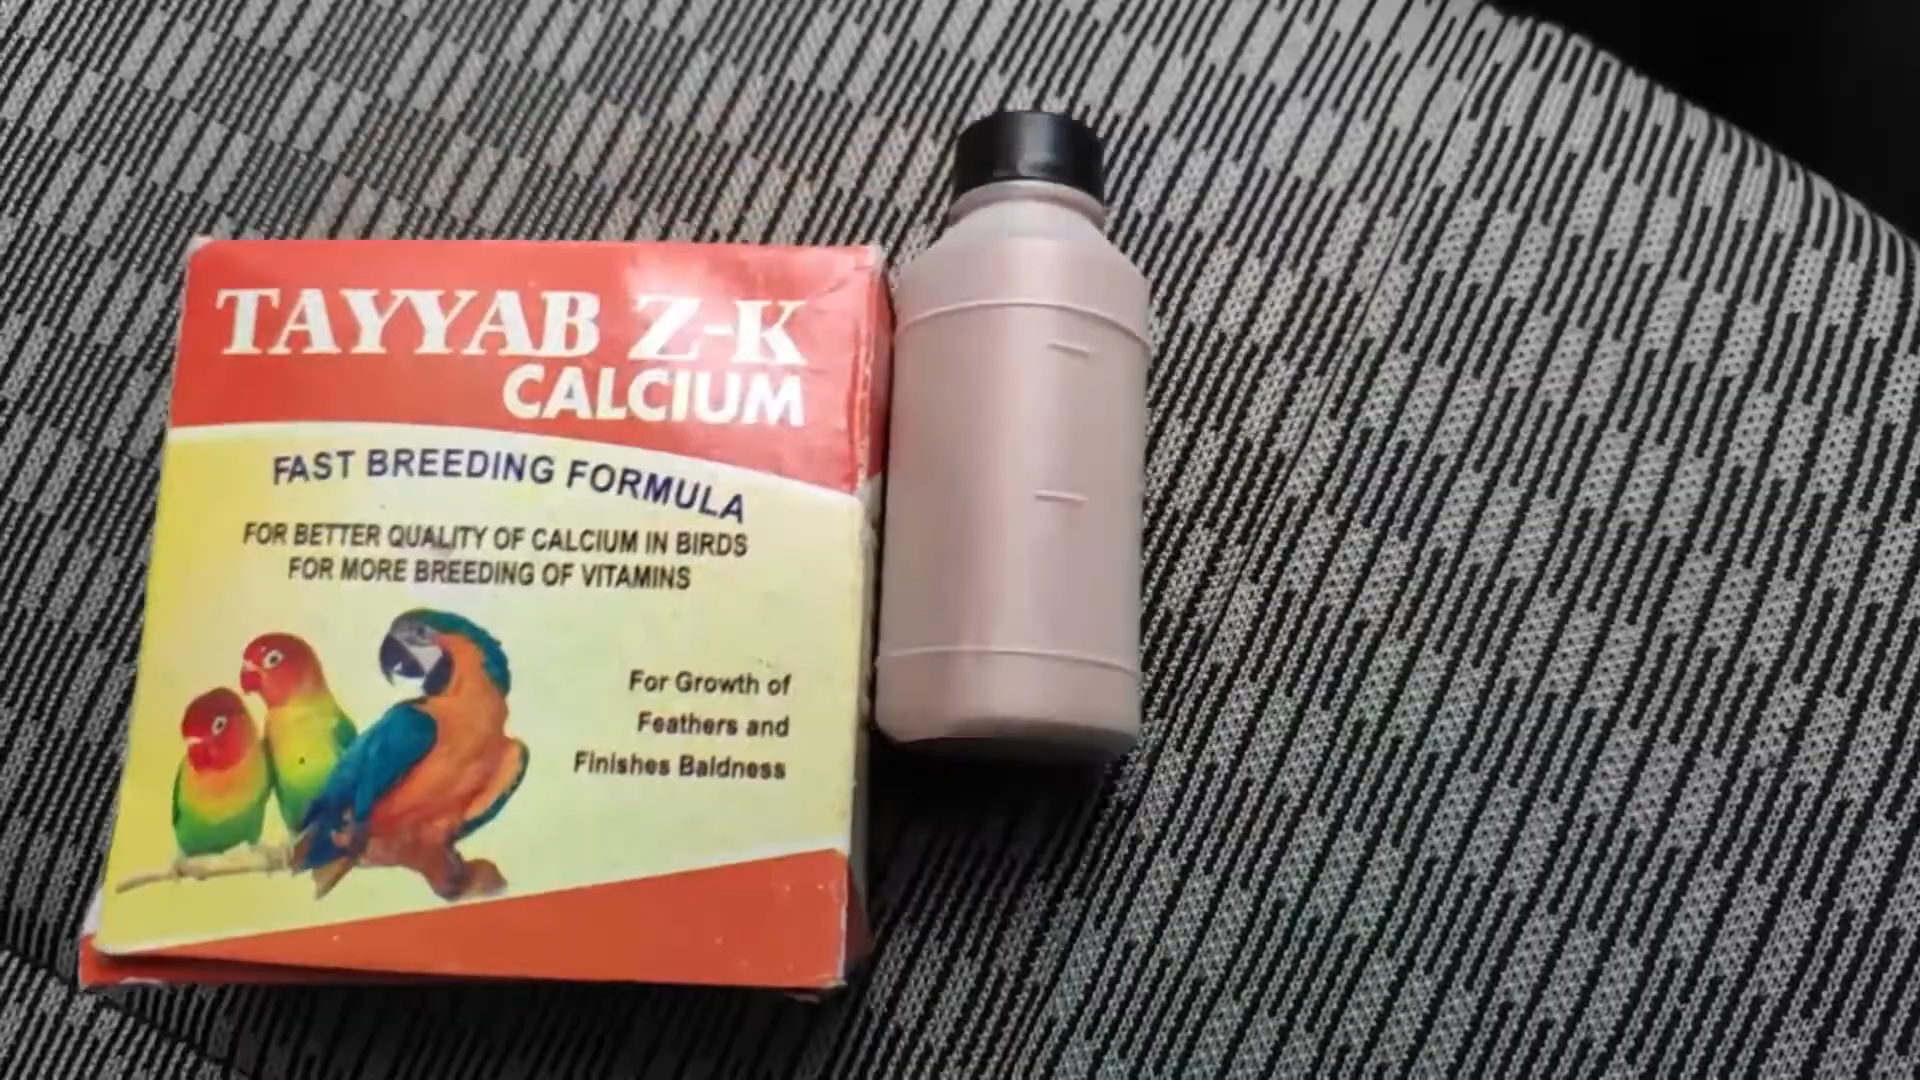 TAYYAB Z-K
CALCIUM
FAST BREEDING FORMULA
FOR BETTER QUALITY OF CALCIUM IN BIRDS
FOR MORE BREEDING OF VITAMINS
For Growth of
Feathers and
Finishes Baldness